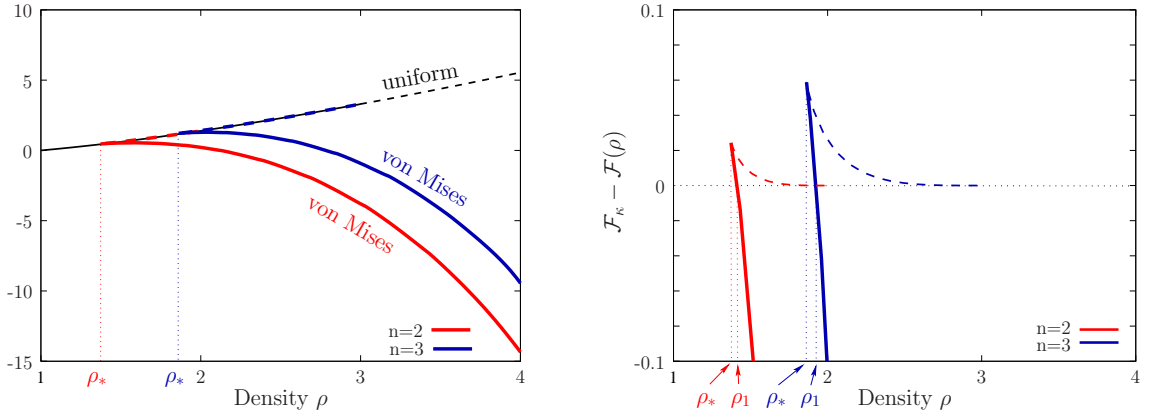 10
5
0
-5
-10
-15
1
2
3
4
ρ*
ρ*
Density ρ
uniform
von Mises
von Mises
n=2
n=3
0.1
0
-0.1
ℱκ − ℱ(ρ)
1
2
3
4
ρ* ρ1 ρ* ρ1
Density ρ
n=2
n=3